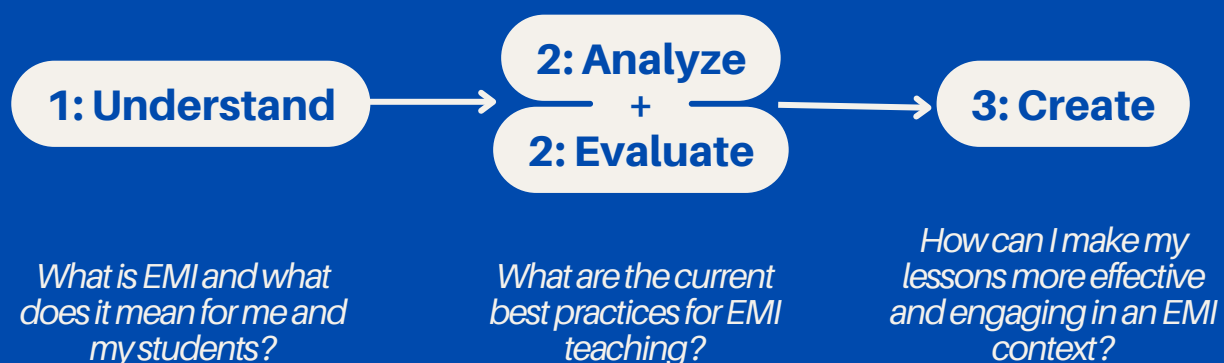 1: Understand
2: Analyze
+
2: Evaluate
3: Create
What is EMI and what
does it mean for me and
my students?
What are the current
best practices for EMI
teaching?
How can I make my
lessons more effective
and engaging in an EMI
context?